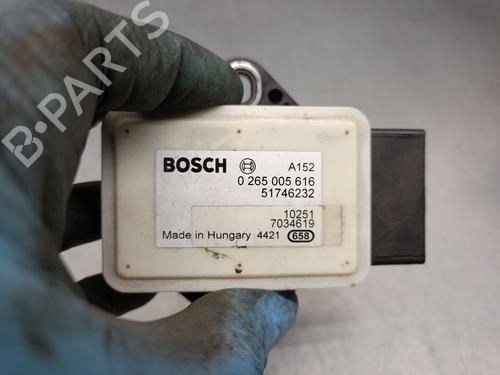 B-PARTS
BOSCH A152
0 265 005 616
51746232
10251
7034619
Made in Hungary 4421 658